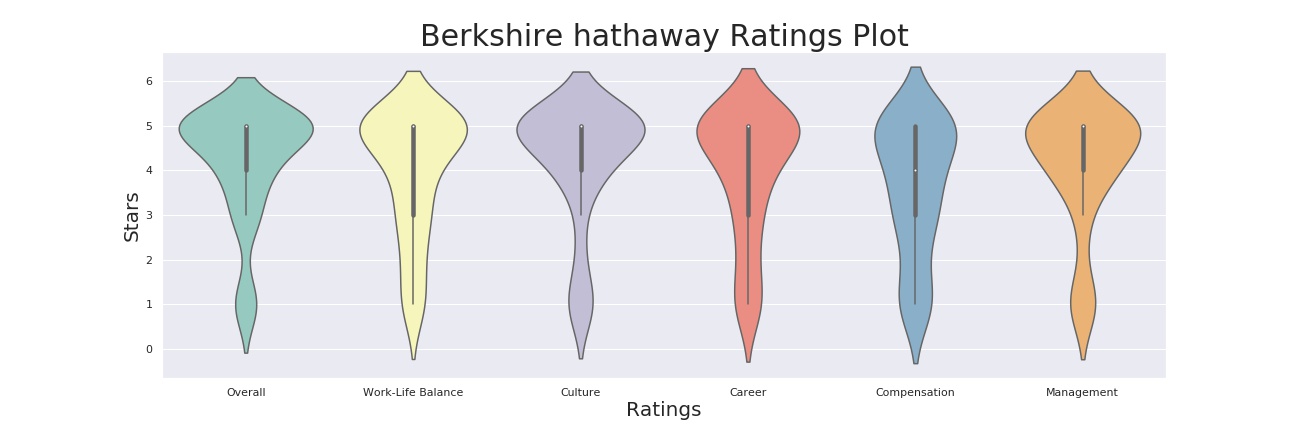 Berkshire hathaway Ratings Plot
6
5
4
3
2
1
0
Stars
Overall Work-Life Balance Culture Career Compensation Management
Ratings